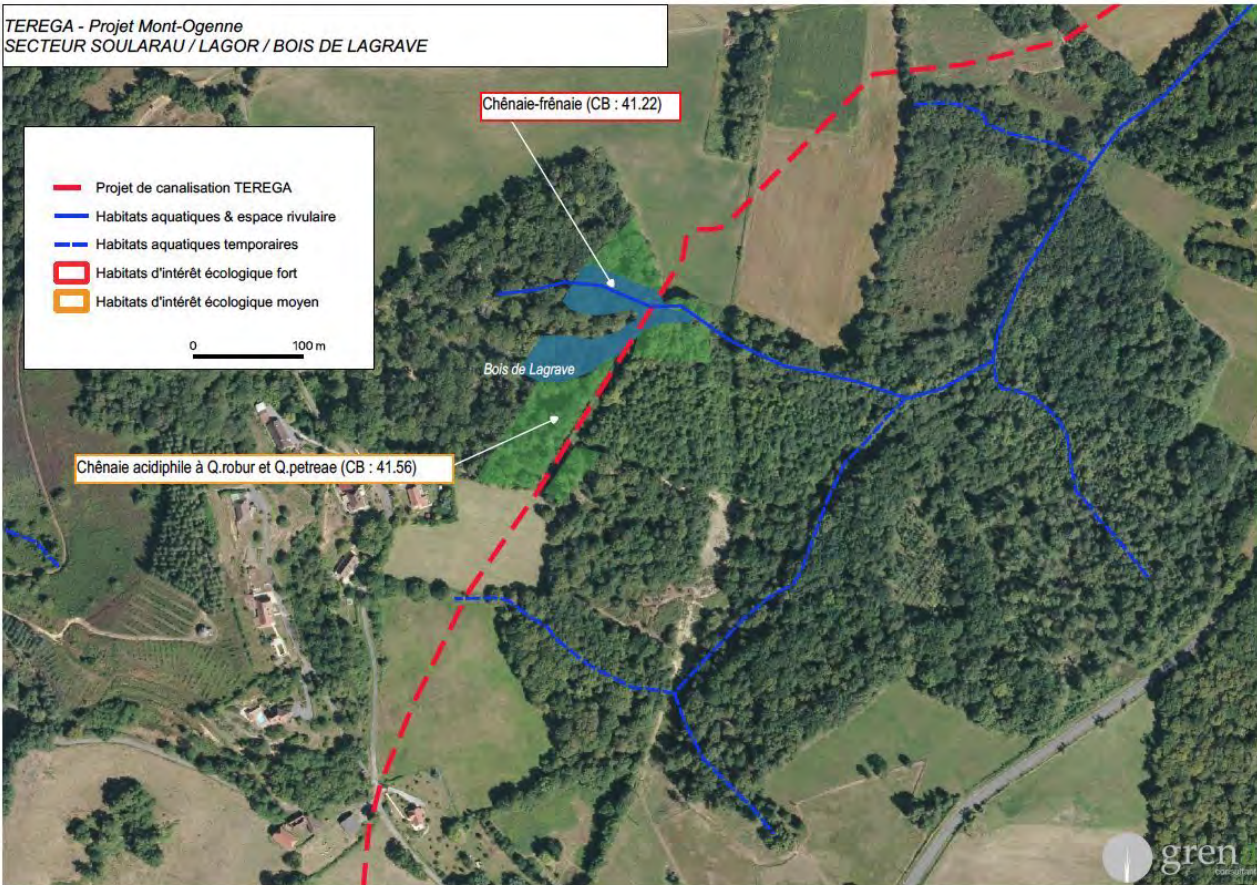 TEREGA - Projet Mont-Ogenne
SECTEUR SOULARAU / LAGOR / BOIS DE LAGRAVE
Chênaie-frênaie (CB : 41.22)
Projet de canalisation TEREGA
Habitats aquatiques & espace rivulaire
Habitats aquatiques temporaires
Habitats d'intérêt écologique fort
Habitats d'intérêt écologique moyen
0 100 m
Bois de Lagrave
Chênaie acidiphile à Q.robur et Q.petreae (CB : 41.56)
gren
consultant